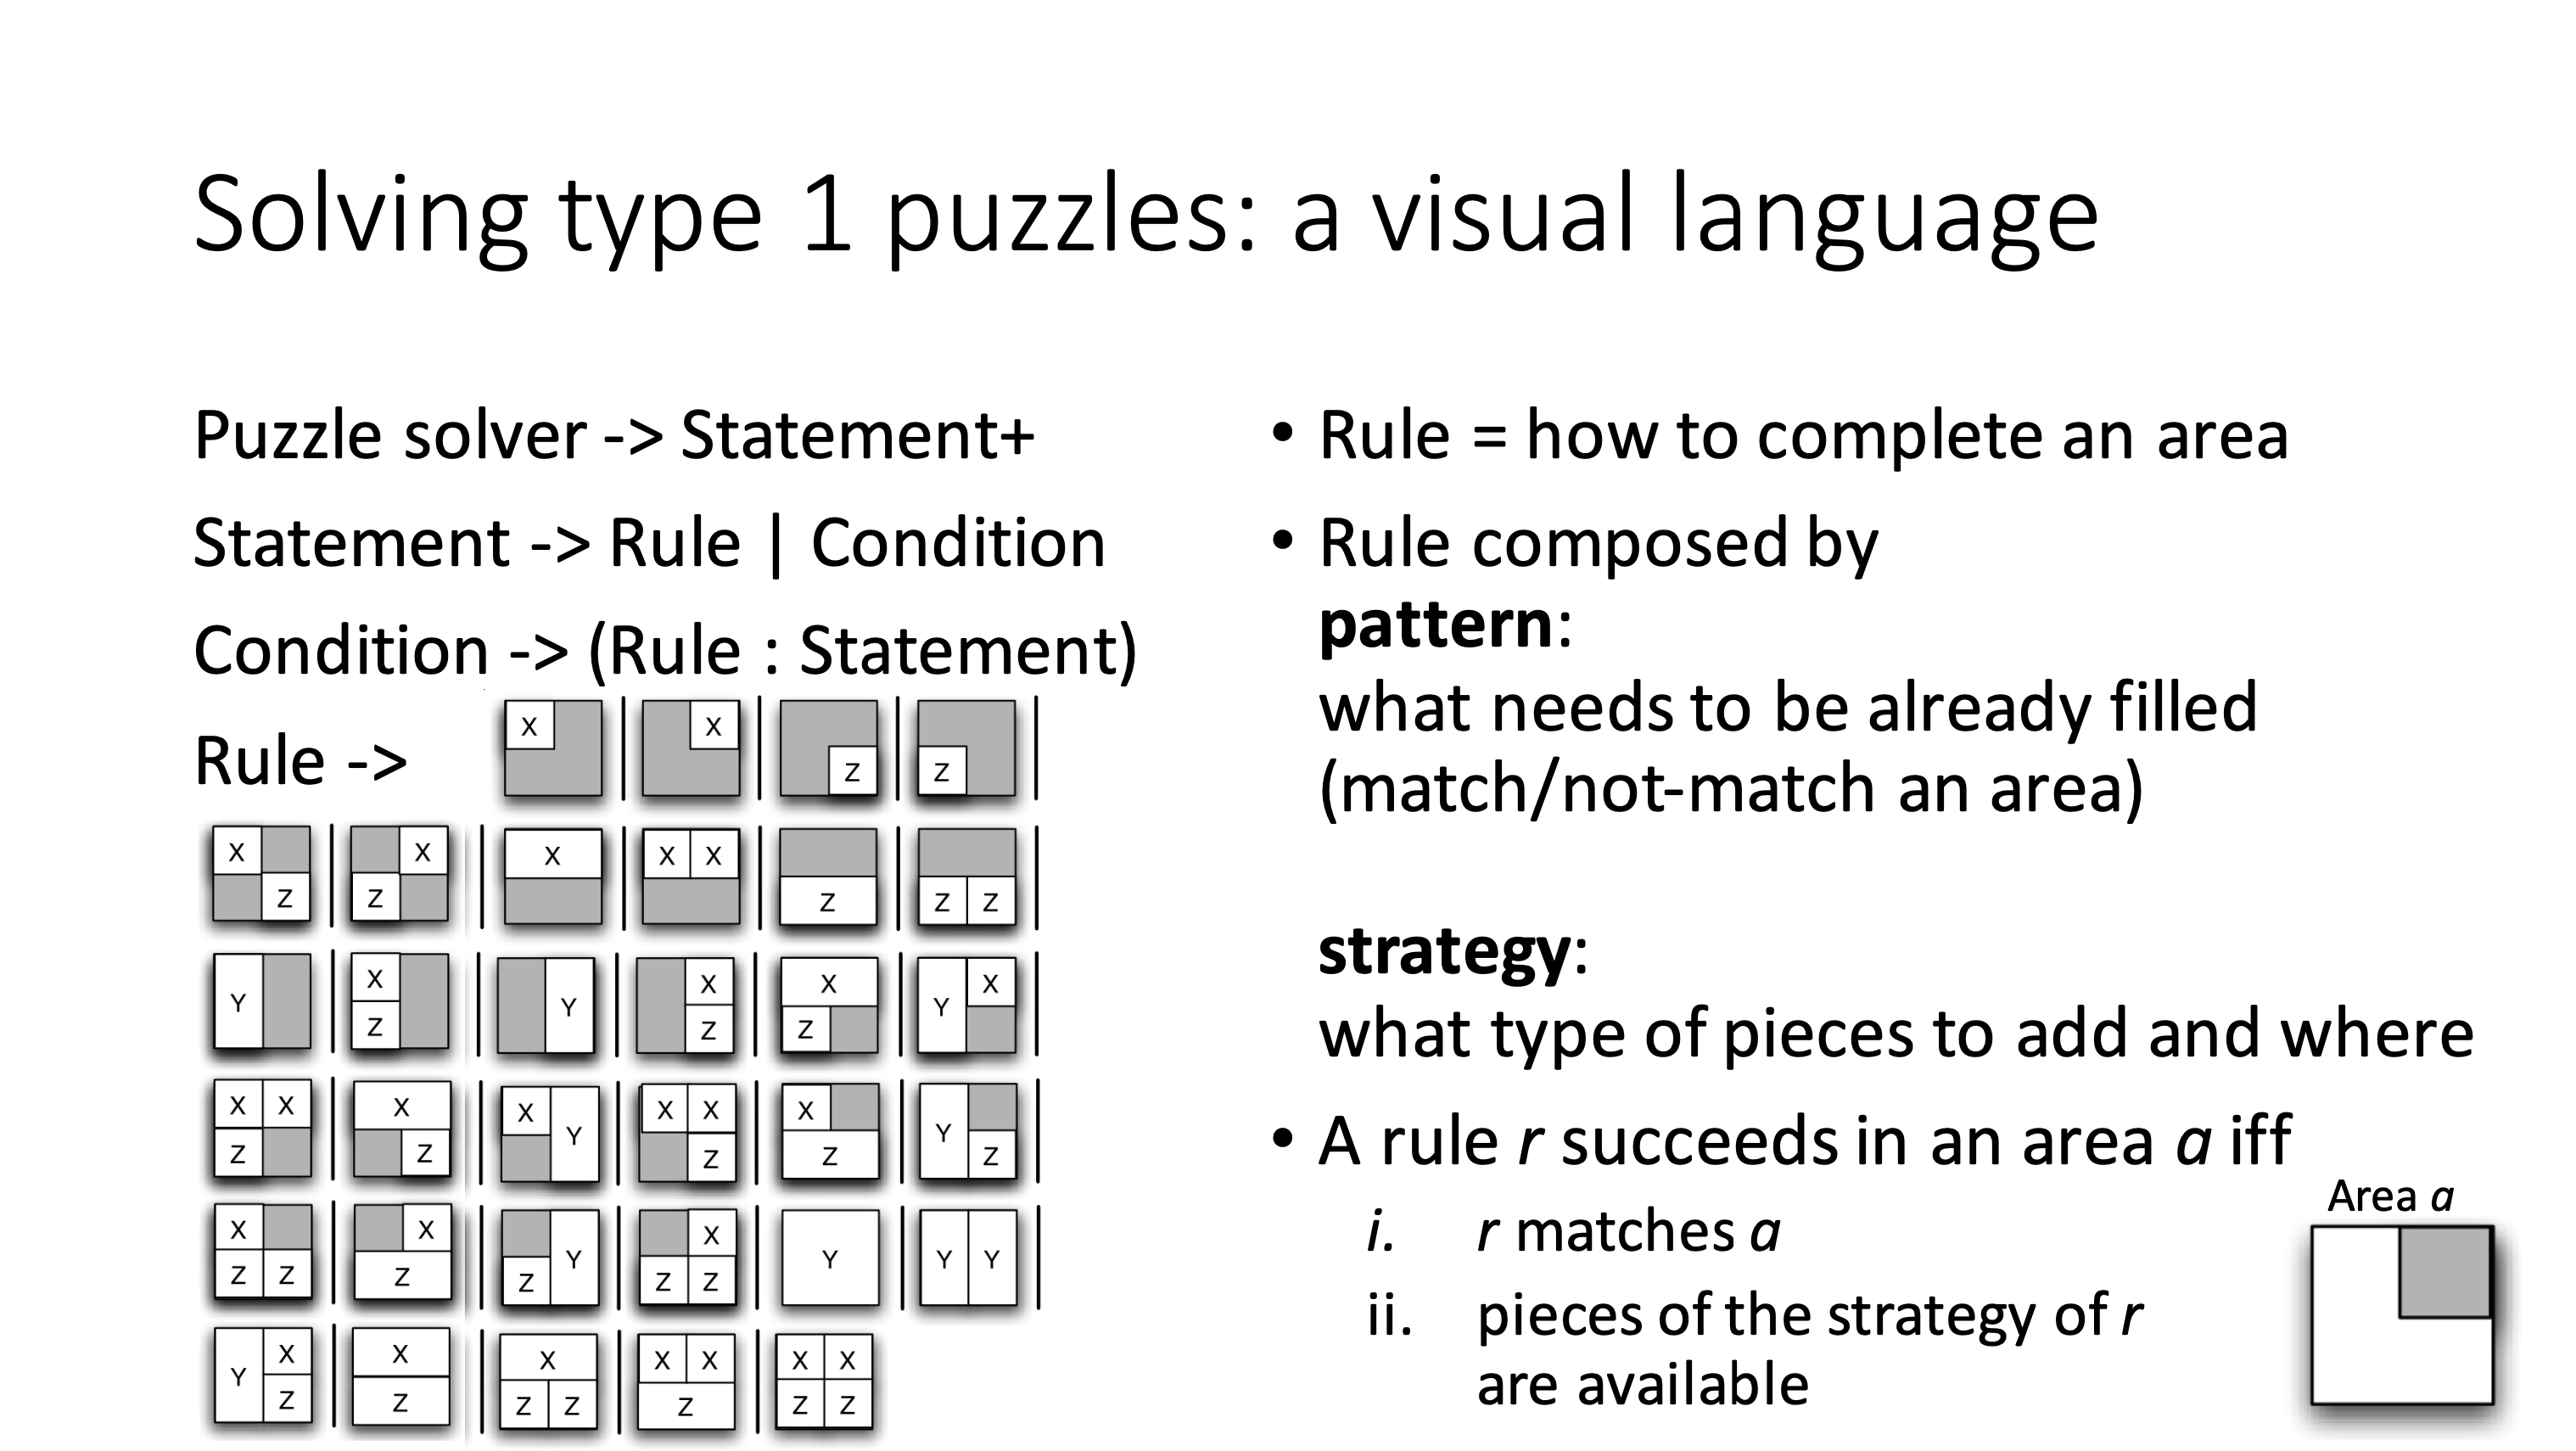 Solving type 1 puzzles: a visual language
Puzzle solver -> Statement+
Statement -> Rule | Condition
Condition -> (Rule : Statement)
Rule ->
X | X | Z | Z |
X Z | X Z | X | X X | Z | Z Z |
Y | X Z | Y | X Z | X Z | Y X |
X X Z | X Z | X Y | X X Z | X Z | Y Z |
X Z Z | X Z | Y Z | X Z Z | Y | Y Y |
Y X Z | X Z | X Z Z | X X Z | X X Z Z
• Rule = how to complete an area
• Rule composed by
pattern:
what needs to be already filled
(match/not-match an area)
strategy:
what type of pieces to add and where
• A rule r succeeds in an area a iff
i. r matches a
ii. pieces of the strategy of r
are available
Area a